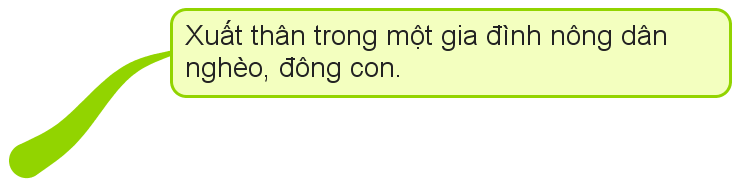 Xuất thân trong một gia đình nông dân
nghèo, đông con.